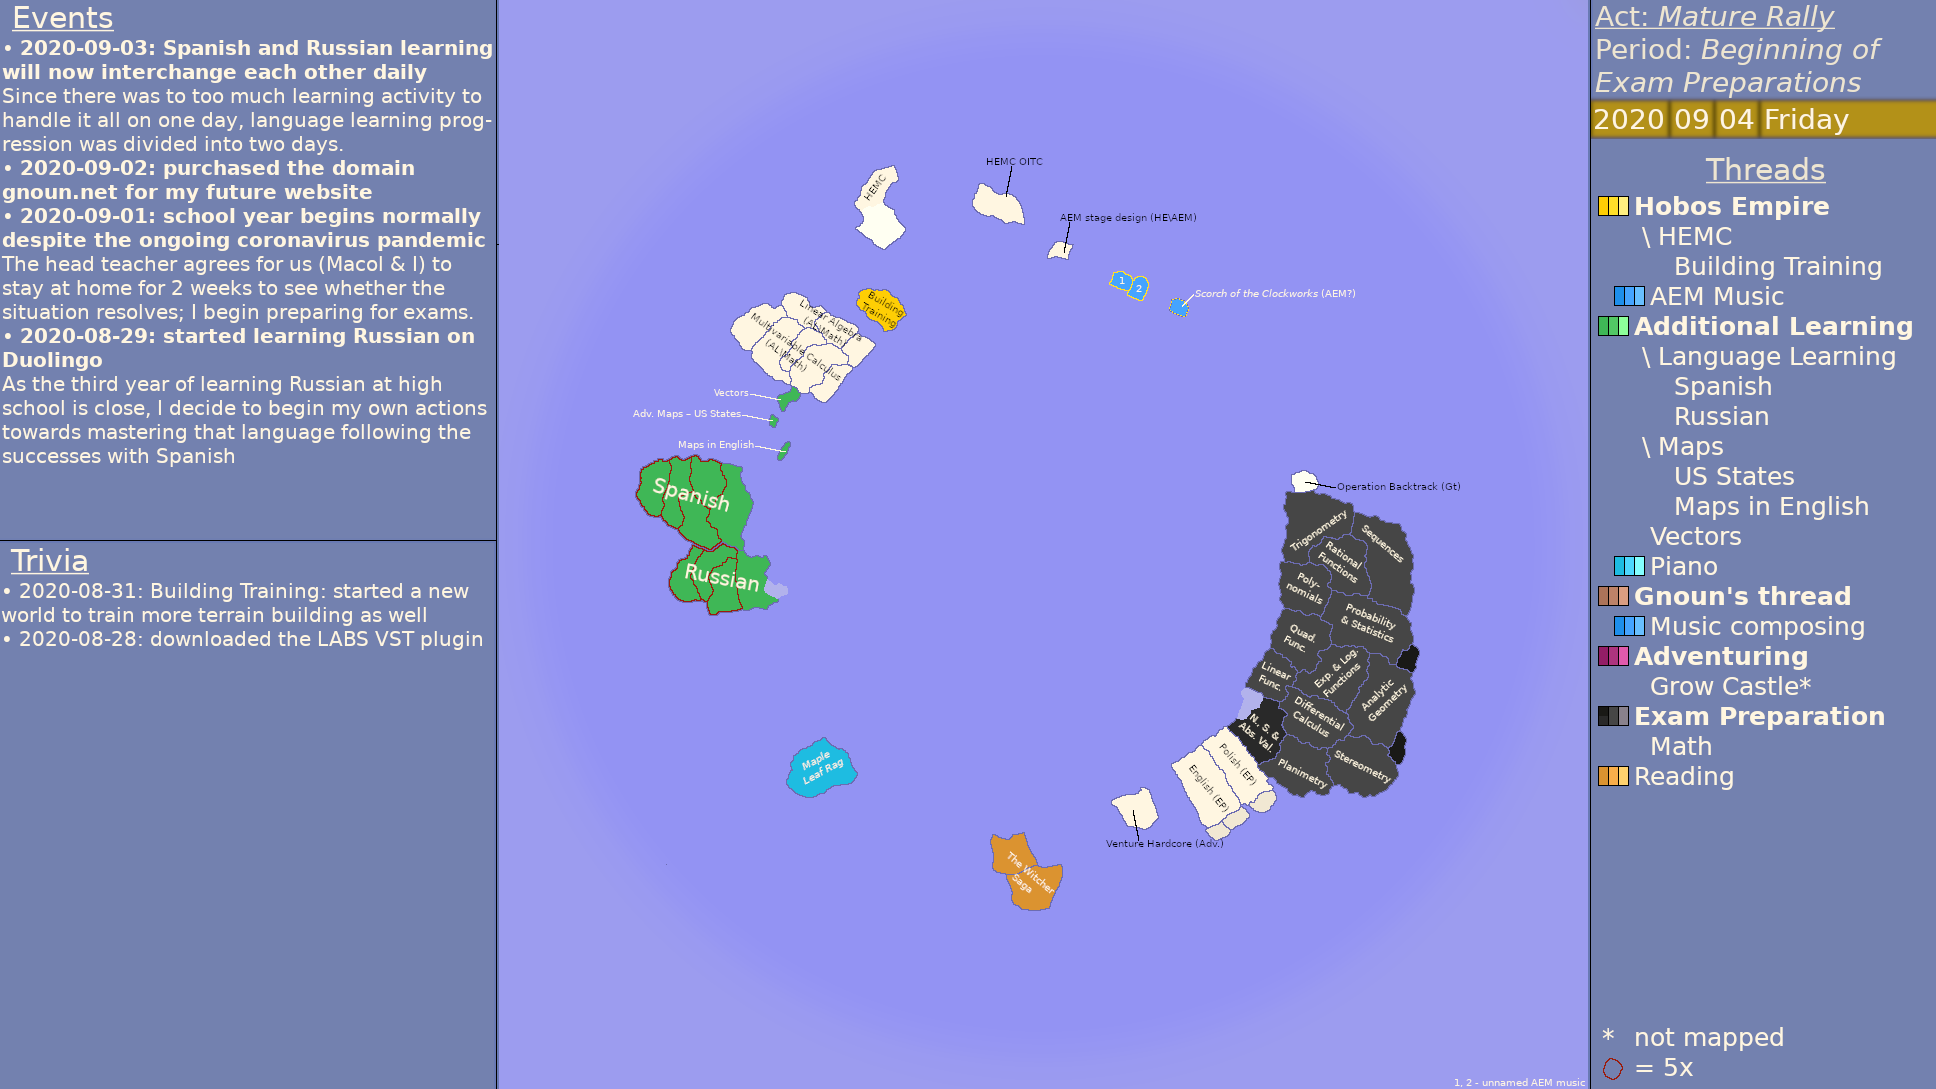 Events
• 2020-09-03: Spanish and Russian learning
will now interchange each other daily
Since there was to too much learning activity to
handle it all on one day, language learning prog-
ression was divided into two days.
• 2020-09-02: purchased the domain
gnoun.net for my future website
• 2020-09-01: school year begins normally
despite the ongoing coronavirus pandemic
The head teacher agrees for us (Macol & I) to
stay at home for 2 weeks to see whether the
situation resolves; I begin preparing for exams.
• 2020-08-29: started learning Russian on
Duolingo
As the third year of learning Russian at high
school is close, I decide to begin my own actions
towards mastering that language following the
successes with Spanish
Trivia
• 2020-08-31: Building Training: started a new
world to train more terrain building as well
• 2020-08-28: downloaded the LABS VST plugin
HEMC
HEMC OITC
AEM stage design (HE\AEM)
1
2
Scorch of the Clockworks (AEM?)
Building
Training
Linear Algebra
(AL\Math)
Multivariable Calculus
(AL\Math)
Vectors
Adv. Maps – US States
Maps in English
Spanish
Russian
Operation Backtrack (Gt)
Trigonometry
Sequences
Rational
Functions
Poly-
nomials
Probability
& Statistics
Quad.
Func.
Exp. & Log.
Functions
Linear
Func.
Analytic
Geometry
Differential
Calculus
N., S. &
Abs. Val.
Planimetry
Stereometry
Polish (EP)
English (EP)
Maple
Leaf Rag
Venture Hardcore (Adv.)
The Witcher
Saga
1, 2 - unnamed AEM music
Act: Mature Rally
Period: Beginning of
Exam Preparations
2020 09 04 Friday
Threads
Hobos Empire
\ HEMC
Building Training
AEM Music
Additional Learning
\ Language Learning
Spanish
Russian
\ Maps
US States
Maps in English
Vectors
Piano
Gnoun's thread
Music composing
Adventuring
Grow Castle*
Exam Preparation
Math
Reading
* not mapped
= 5x